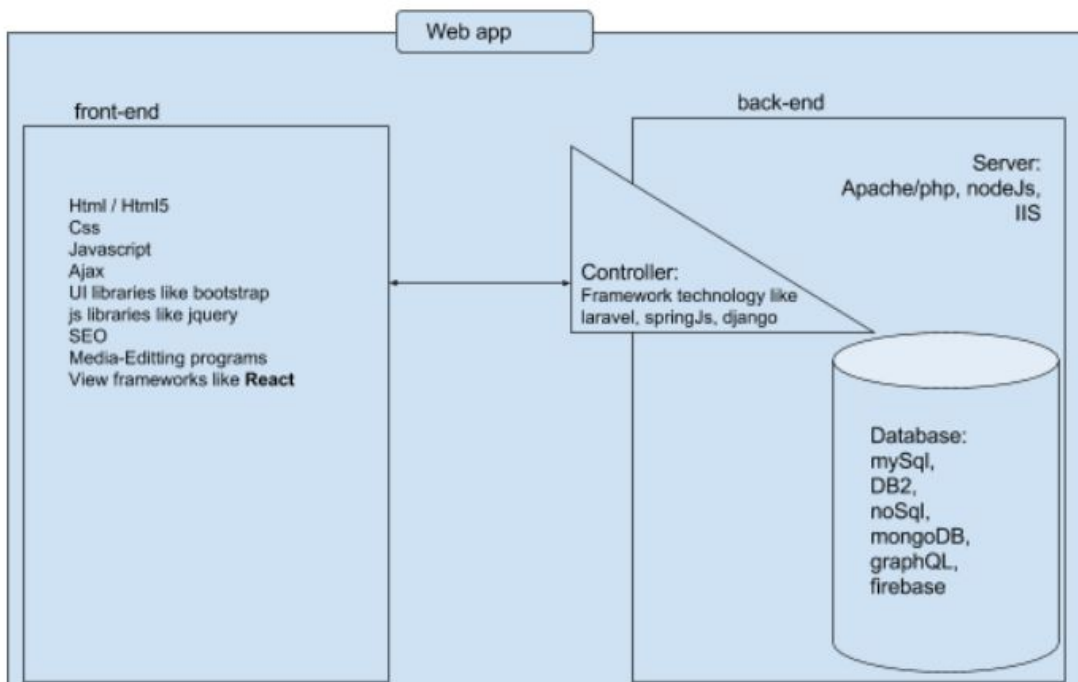 Web app
front-end
Html / Html5
Css
Javascript
Ajax
UI libraries like bootstrap
js libraries like jquery
SEO
Media-Editting programs
View frameworks like React
back-end
Server:
Apache/php, nodeJs,
IIS
Controller:
Framework technology like
laravel, springJs, django
Database:
mySql,
DB2,
noSql,
mongoDB,
graphQL,
firebase